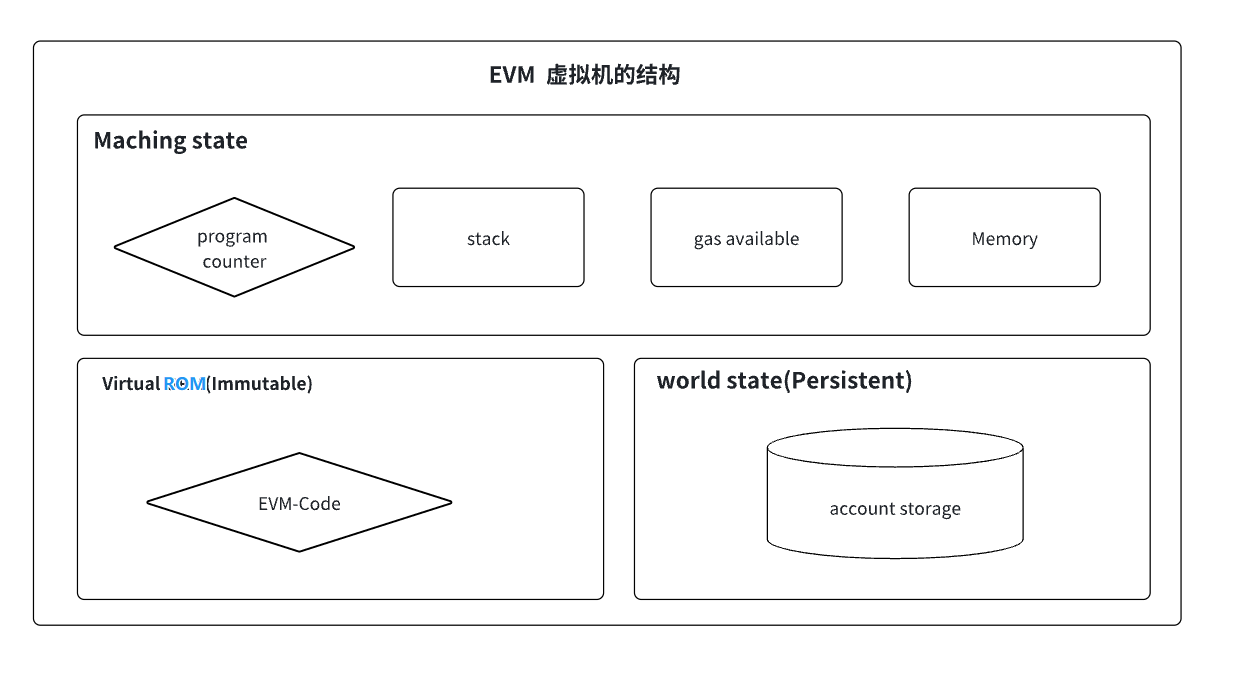 EVM 虚拟机的结构
Maching state
program
counter
stack
gas available
Memory
Virtual ROM(Immutable)
world state(Persistent)
EVM-Code
account storage